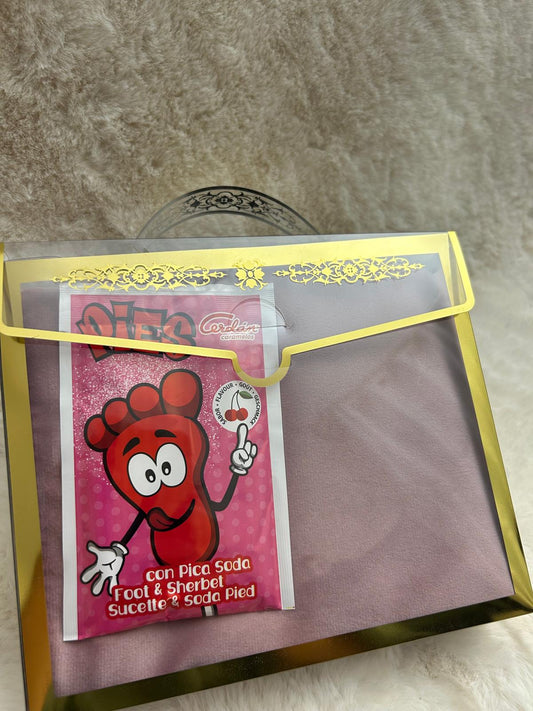 PIES
Cerdán
caramelos
SABOR • FLAVOUR • GOÛT • GESCHMACK
con Pica Soda
Foot & Sherbet
Sucette & Soda Pied